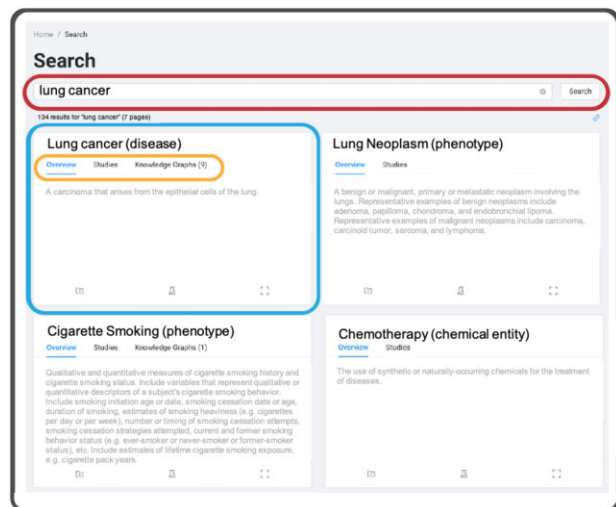 Home / Search
Search
lung cancer
Search
134 results for "lung cancer" (7 pages)
Lung cancer (disease)
Overview Studies Knowledge Graphs (9)
A carcinoma that arises from the epithelial cells of the lung.
Lung Neoplasm (phenotype)
Overview Studies
A benign or malignant, primary or metastatic neoplasm involving the
lungs. Representative examples of benign neoplasms include
adenoma, papilloma, chondroma, and endobronchial lipoma.
Representative examples of malignant neoplasms include carcinoma,
carcinoid tumor, sarcoma, and lymphoma.
Cigarette Smoking (phenotype)
Overview Studies Knowledge Graphs (1)
Qualitative and quantitative measures of cigarette smoking history and
cigarette smoking status. Include variables that represent qualitative or
quantitative descriptors of a subject's cigarette smoking behavior.
Include smoking initiation age or date, smoking cessation date or age,
duration of smoking, estimates of smoking heaviness (e.g. cigarettes
per day or per week), number or timing of smoking cessation attempts,
smoking cessation strategies attempted, current and former smoking
behavior status (e.g. ever-smoker or never-smoker or former-smoker
status), etc. Include estimates of lifetime cigarette smoking exposure,
e.g. cigarette pack years.
Chemotherapy (chemical entity)
Overview Studies
The use of synthetic or naturally-occurring chemicals for the treatment
of diseases.